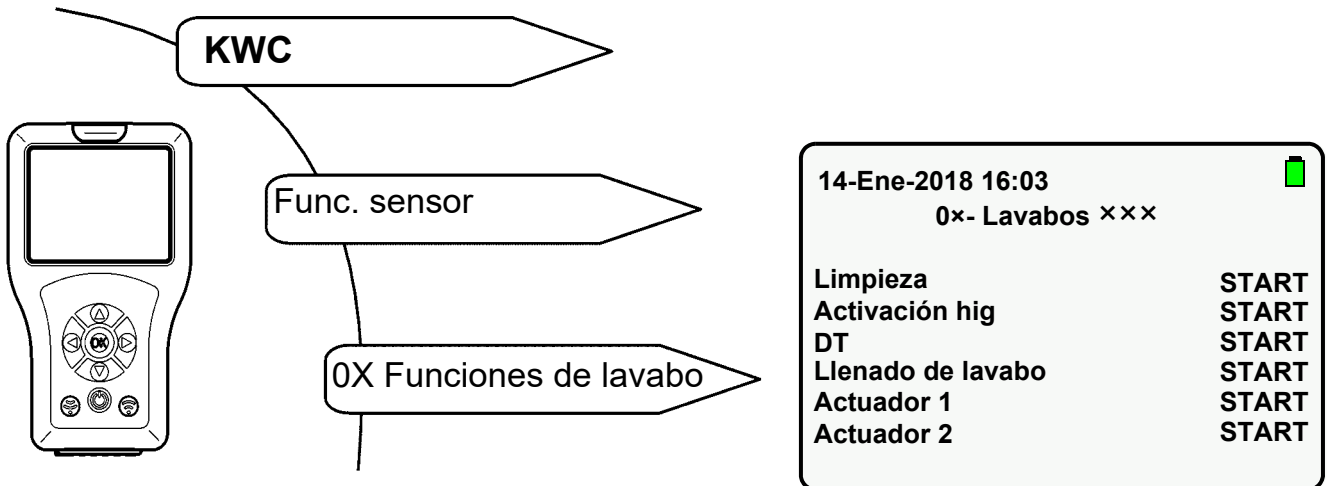 KWC
Func. sensor
0X Funciones de lavabo
OK
14-Ene-2018 16:03
0×- Lavabos ×××
Limpieza START
Activación hig START
DT START
Llenado de lavabo START
Actuador 1 START
Actuador 2 START